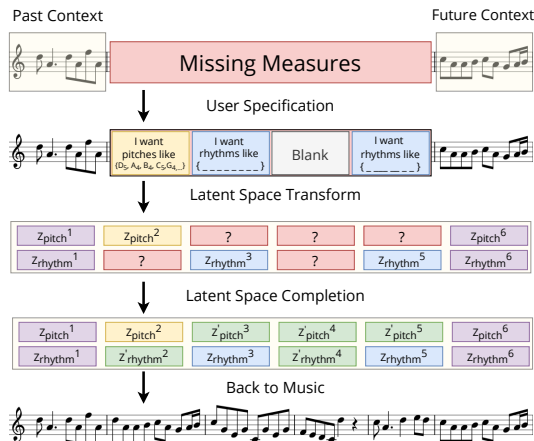 Past Context
Future Context
Missing Measures
User Specification
I want
pitches like
{D5, A4, B4, C5,G4,...}
I want
rhythms like
{ _ _ _ _ _ _ _ _ }
Blank
I want
rhythms like
{ _ __ __ _ _ }
Latent Space Transform
zpitch1 zpitch2 ? ? ? zpitch6
zrhythm1 ? zrhythm3 ? zrhythm5 zrhythm6
Latent Space Completion
zpitch1 zpitch2 z'pitch3 z'pitch4 z'pitch5 zpitch6
zrhythm1 z'rhythm2 zrhythm3 z'rhythm4 zrhythm5 zrhythm6
Back to Music